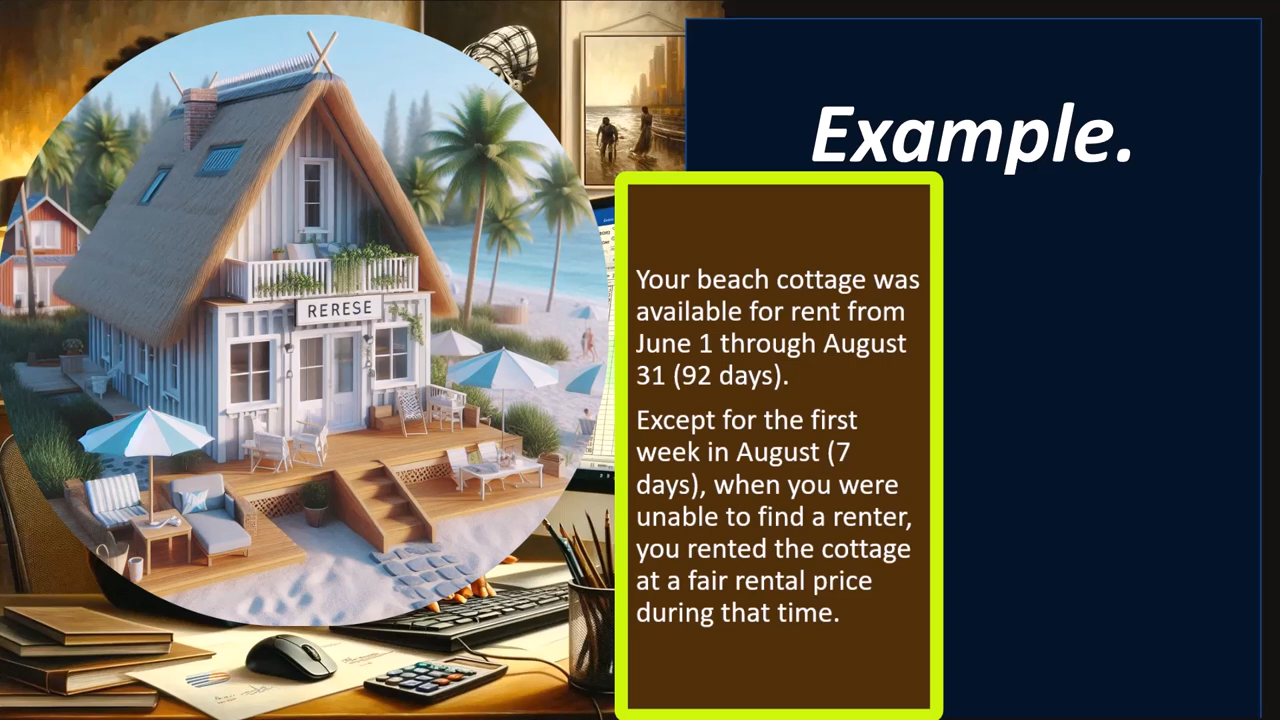 Example.
RERESE
Your beach cottage was
available for rent from
June 1 through August
31 (92 days).
Except for the first
week in August (7
days), when you were
unable to find a renter,
you rented the cottage
at a fair rental price
during that time.